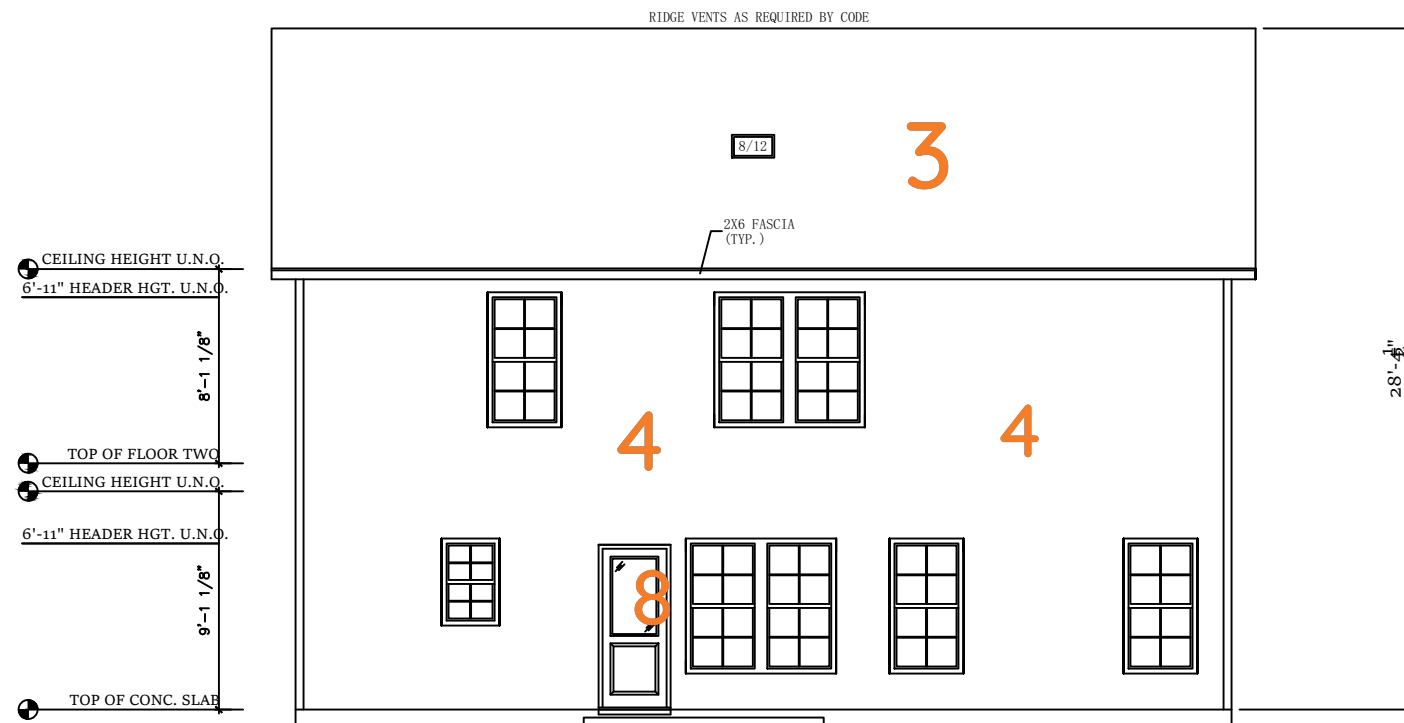 RIDGE VENTS AS REQUIRED BY CODE
3
8/12
2X6 FASCIA
(TYP.)
CEILING HEIGHT U.N.O.
6'-11" HEADER HGT. U.N.O.
8'-1 1/8"
4
4
TOP OF FLOOR TWO
CEILING HEIGHT U.N.O.
6'-11" HEADER HGT. U.N.O.
9'-1 1/8"
8
TOP OF CONC. SLAB